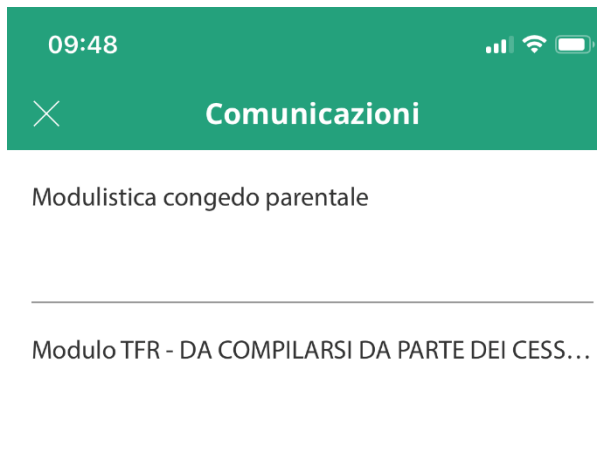 09:48
Comunicazioni
Modulistica congedo parentale
Modulo TFR - DA COMPILARSI DA PARTE DEI CESS...